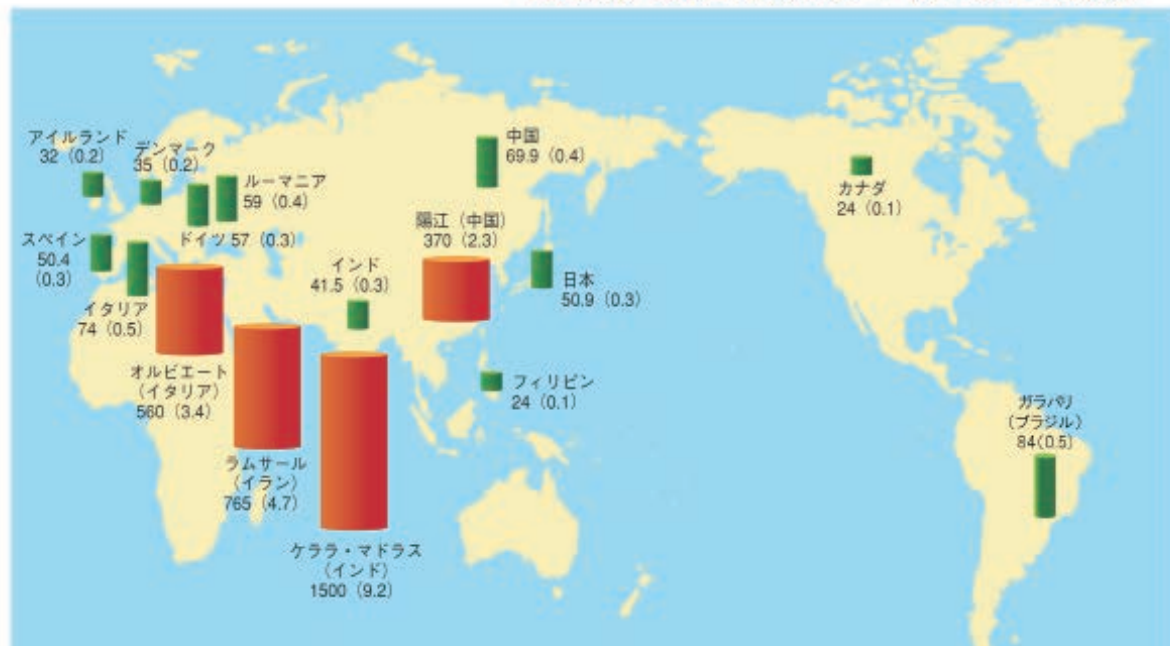 アイルランド
32（0.2）
デンマーク
35（0.2）
ルーマニア
59（0.4）
ドイツ 57（0.3）
スペイン
50.4
（0.3）
イタリア
74（0.5）
オルビエート
（イタリア）
560（3.4）
ラムサール
（イラン）
765（4.7）
ケララ・マドラス
（インド）
1500（9.2）
インド
41.5（0.3）
中国
69.9（0.4）
陽江（中国）
370（2.3）
日本
50.9（0.3）
フィリピン
24（0.1）
カナダ
24（0.1）
ガラパリ
（ブラジル）
84(0.5)